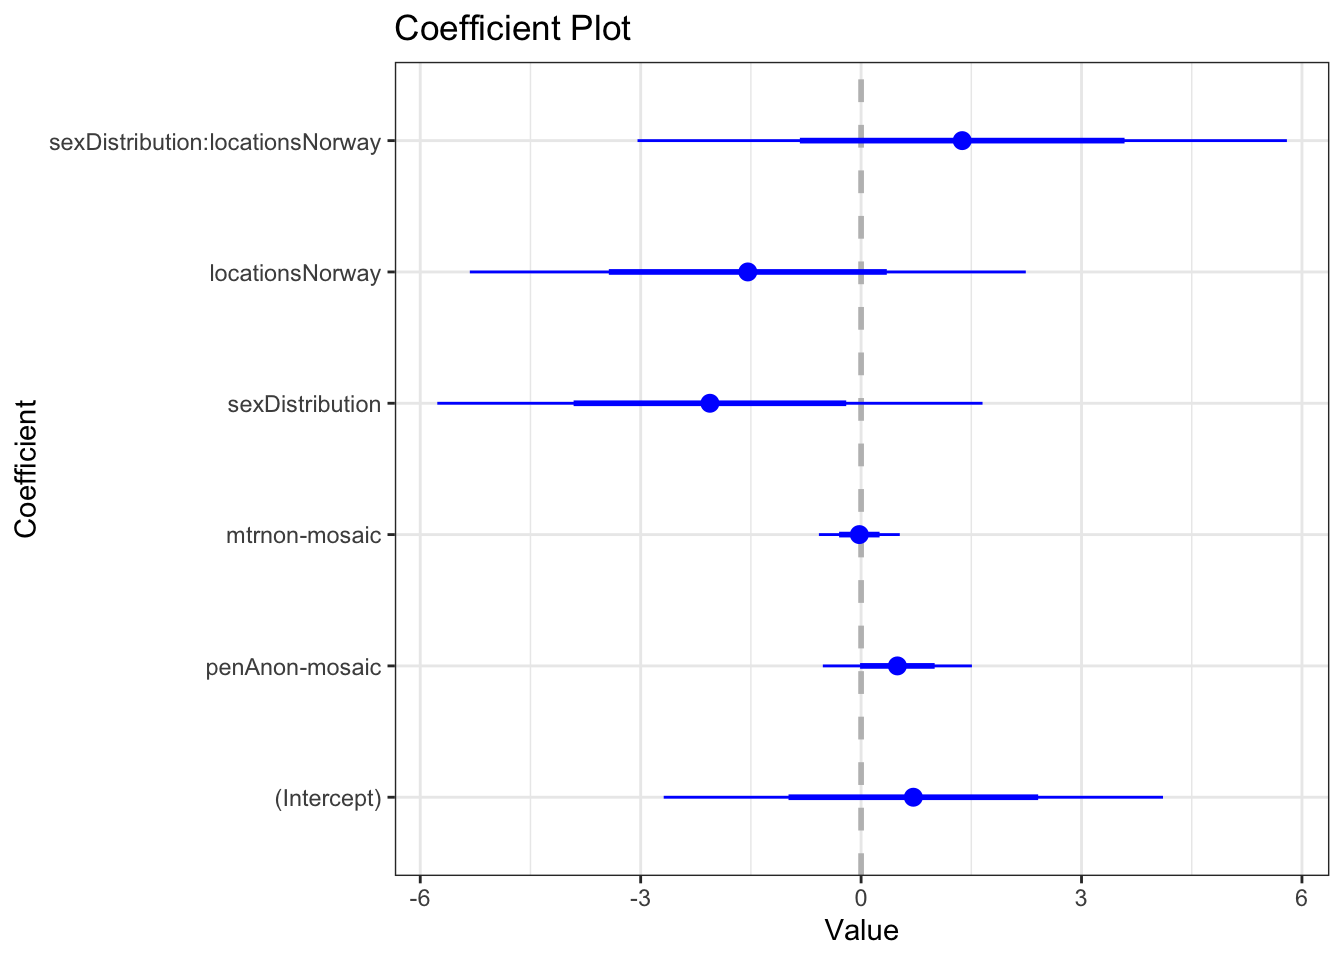 Coefficient Plot
Coefficient
sexDistribution:locationsNorway
locationsNorway
sexDistribution
mtrnon-mosaic
penAnon-mosaic
(Intercept)
-6 -3 0 3 6
Value